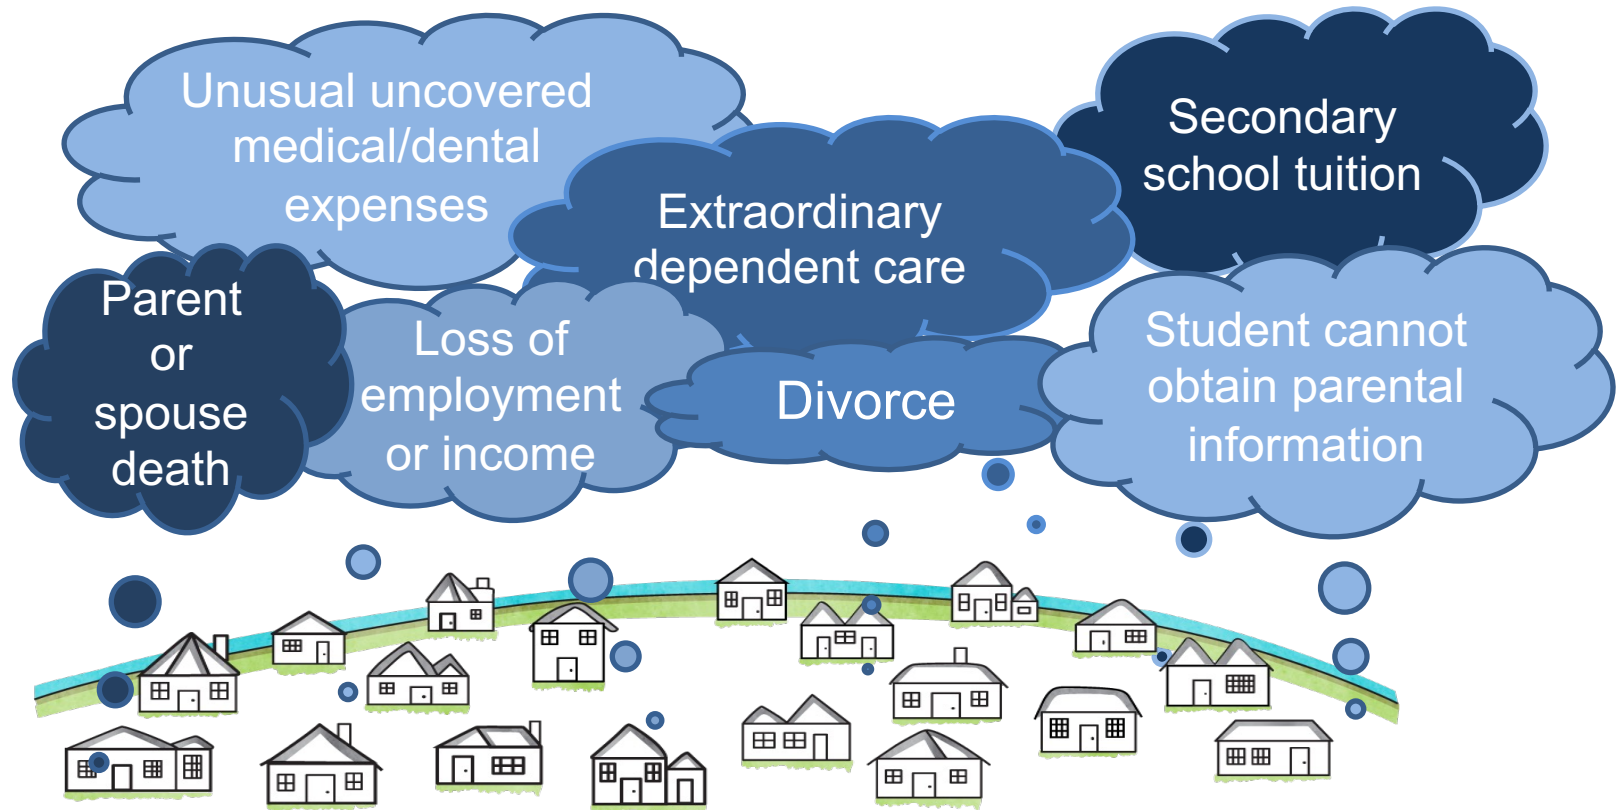 Unusual uncovered
medical/dental
expenses
Secondary
school tuition
Extraordinary
dependent care
Parent
or
spouse
death
Loss of
employment
or income
Divorce
Student cannot
obtain parental
information